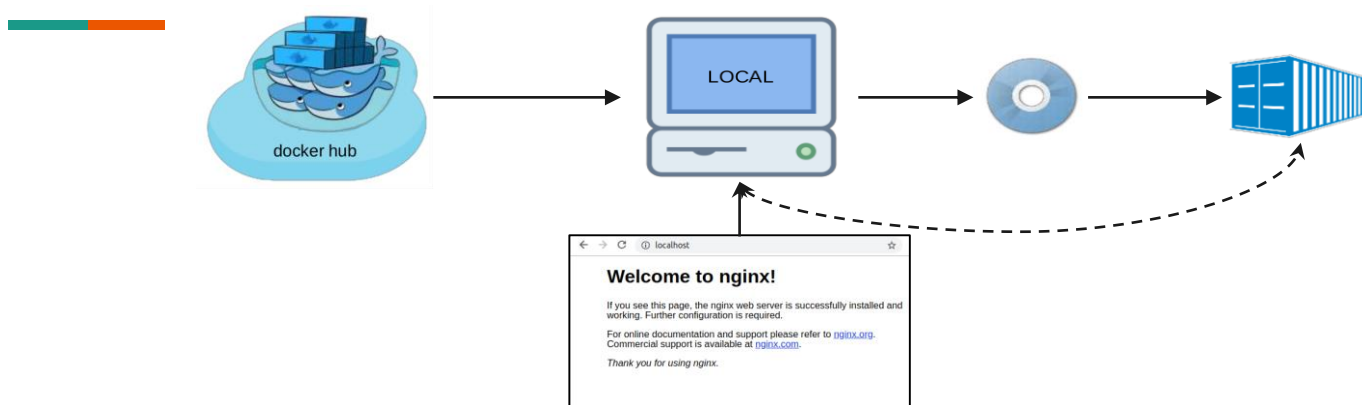 LOCAL
docker hub
localhost
Welcome to nginx!
If you see this page, the nginx web server is successfully installed and
working. Further configuration is required.
For online documentation and support please refer to nginx.org.
Commercial support is available at nginx.com.
Thank you for using nginx.